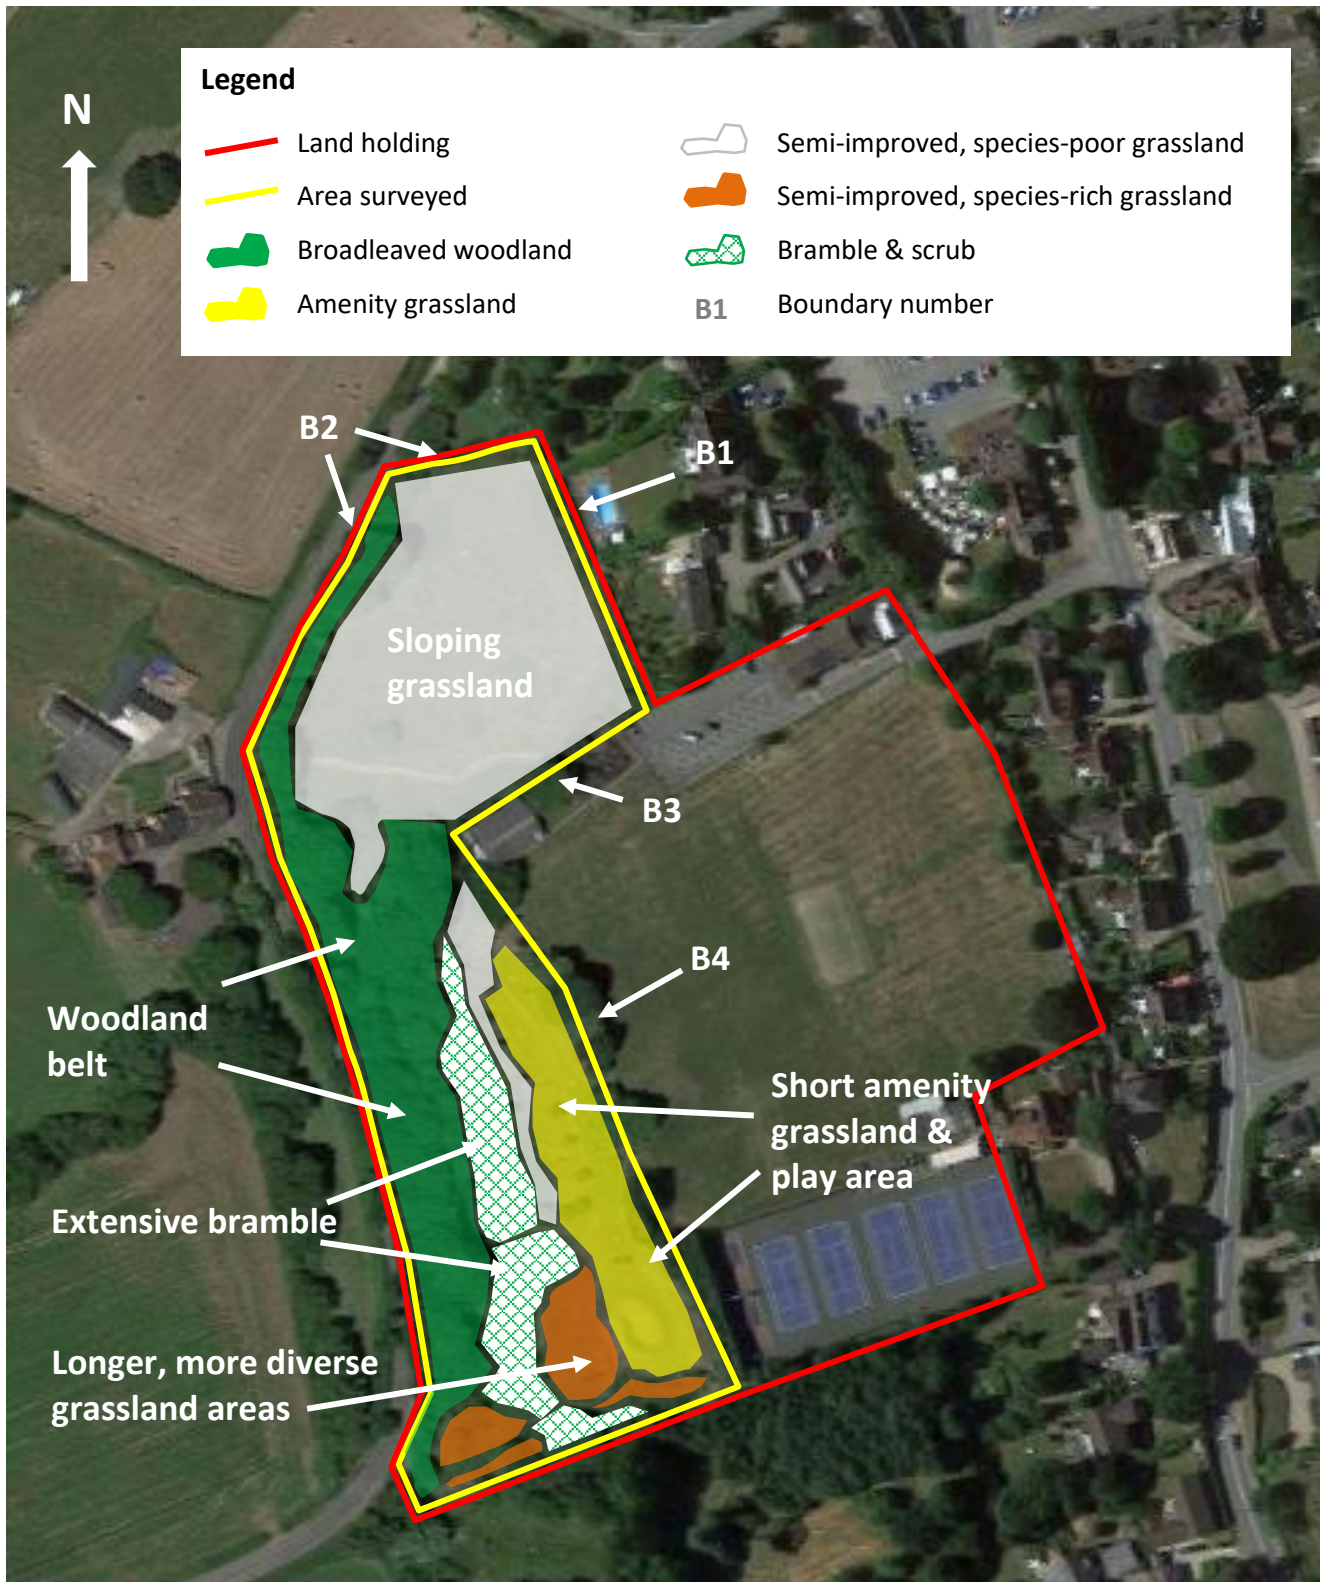 Legend
N
Land holding
Area surveyed
Broadleaved woodland
Amenity grassland
Semi-improved, species-poor grassland
Semi-improved, species-rich grassland
Bramble & scrub
B1
Boundary number
B2
B1
Sloping
grassland
B3
B4
Woodland
belt
Short amenity
grassland &
play area
Extensive bramble
Longer, more diverse
grassland areas